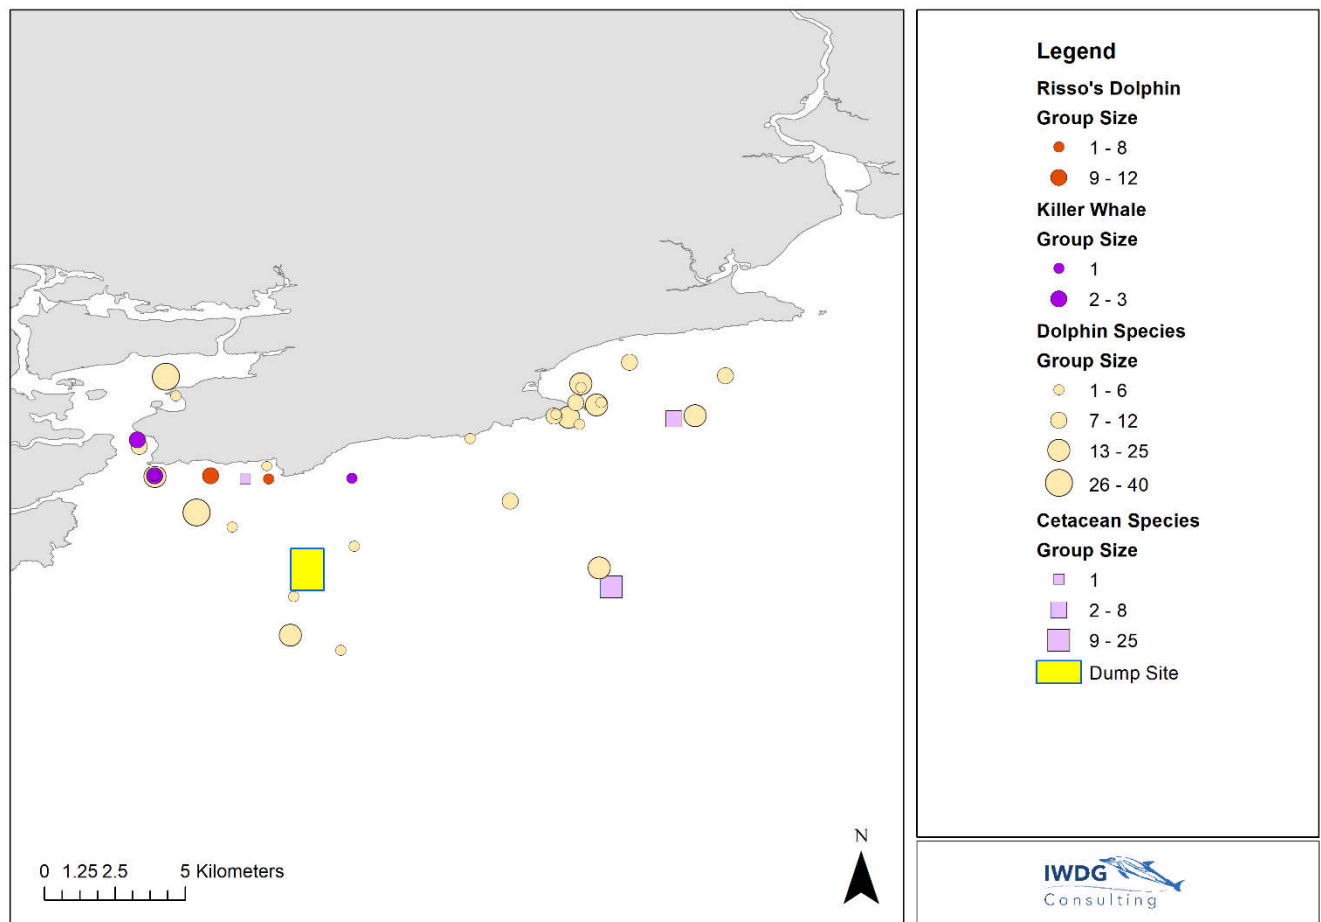 Legend
Risso's Dolphin
Group Size
1 - 8
9 - 12
Killer Whale
Group Size
1
2 - 3
Dolphin Species
Group Size
1 - 6
7 - 12
13 - 25
26 - 40
Cetacean Species
Group Size
1
2 - 8
9 - 25
Dump Site
N
0 1.25 2.5 5 Kilometers
IWDG
Consulting